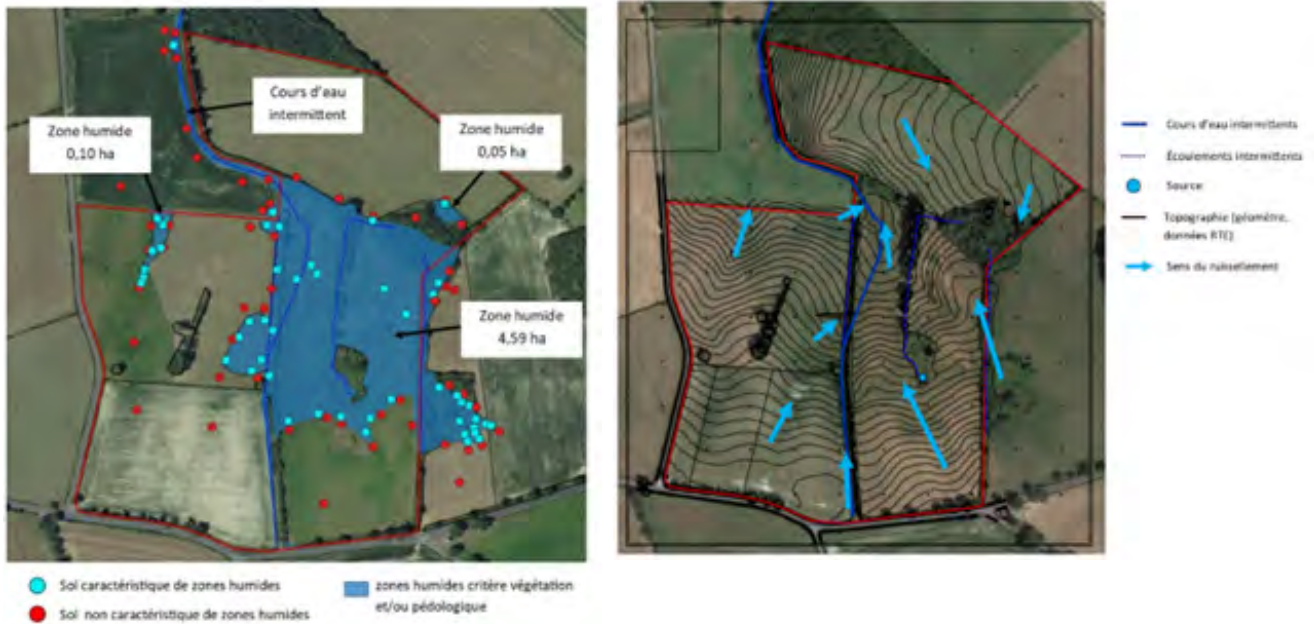 Cours d'eau
intermittent
Zone humide
0,10 ha
Zone humide
0,05 ha
Zone humide
4,59 ha
Sol caractéristique de zones humides
Sol non caractéristique de zones humides
zones humides critère végétation
et/ou pédologique
Cours d'eau intermittents
Écoulements intermittents
Source
Topographie (géomètre,
données RTE)
Sens du ruissellement